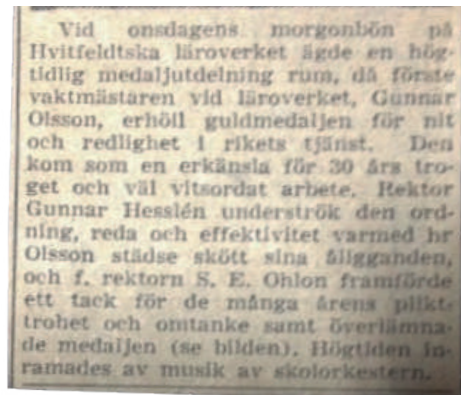 Vid onsdagens morgonbön på
Hvitfeldtska läroverket ägde en hög-
tidlig medaljutdelning rum, då förste
vaktmästaren vid läroverket, Gunnar
Olsson, erhöll guldmedaljen för nit
och redlighet i rikets tjänst. Den
kom som en erkänsla för 30 års tro-
get och väl vitsordat arbete. Rektor
Gunnar Hesslén underströk den ord-
ning, reda och effektivitet varmed hr
Olsson städse skött sina åligganden,
och f. rektorn S. E. Ohlon framförde
ett tack för de många årens plikt-
trohet och omtanke samt överlämna-
de medaljen (se bilden). Högtiden in-
ramades av musik av skolorkestern.